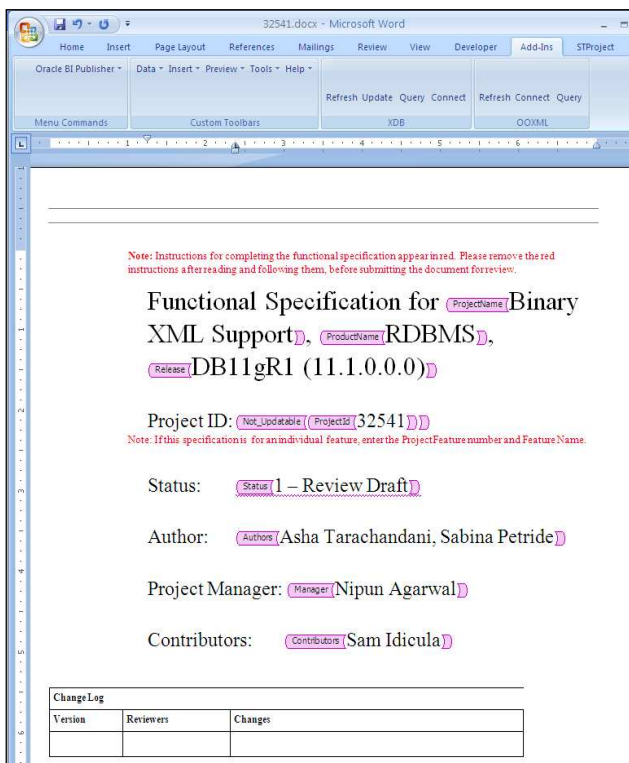 32541.docx - Microsoft Word
Home Insert Page Layout References Mailings Review View Developer Add-Ins STProject
Oracle BI Publisher Data Insert Preview Tools Help
Refresh Update Query Connect Refresh Connect Query
Menu Commands Custom Toolbars XDB OOXML
1 2 3 4 5 6
Note: Instructions for completing the functional specification appear in red. Please remove the red
instructions after reading and following them, before submitting the document for review.
Functional Specification for ProjectName Binary
XML Support, ProductName RDBMS,
Release DB11gR1 (11.1.0.0.0)
Project ID: Not_Updatable ProjectId 32541
Note: If this specification is for an individual feature, enter the ProjectFeature number and Feature Name.
Status: Status 1 – Review Draft
Author: Authors Asha Tarachandani, Sabina Petride
Project Manager: Manager Nipun Agarwal
Contributors: Contributors Sam Idicula
Change Log
Version Reviewers Changes